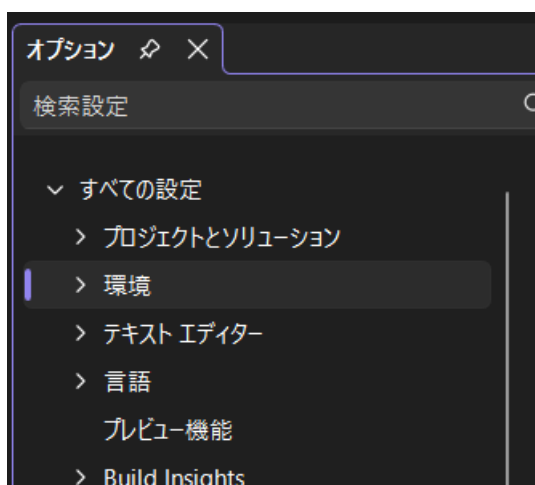 オプション
検索設定
すべての設定
プロジェクトとソリューション
環境
テキスト エディター
言語
プレビュー機能
Build Insights